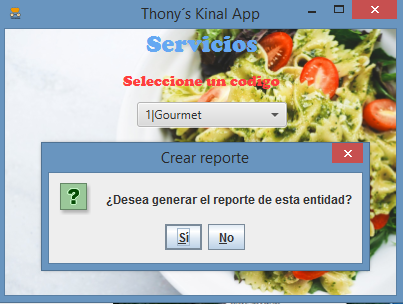 Thony´s Kinal App
Servicios
Seleccione un codigo
1|Gourmet
Crear reporte
¿Desea generar el reporte de esta entidad?
Sí No